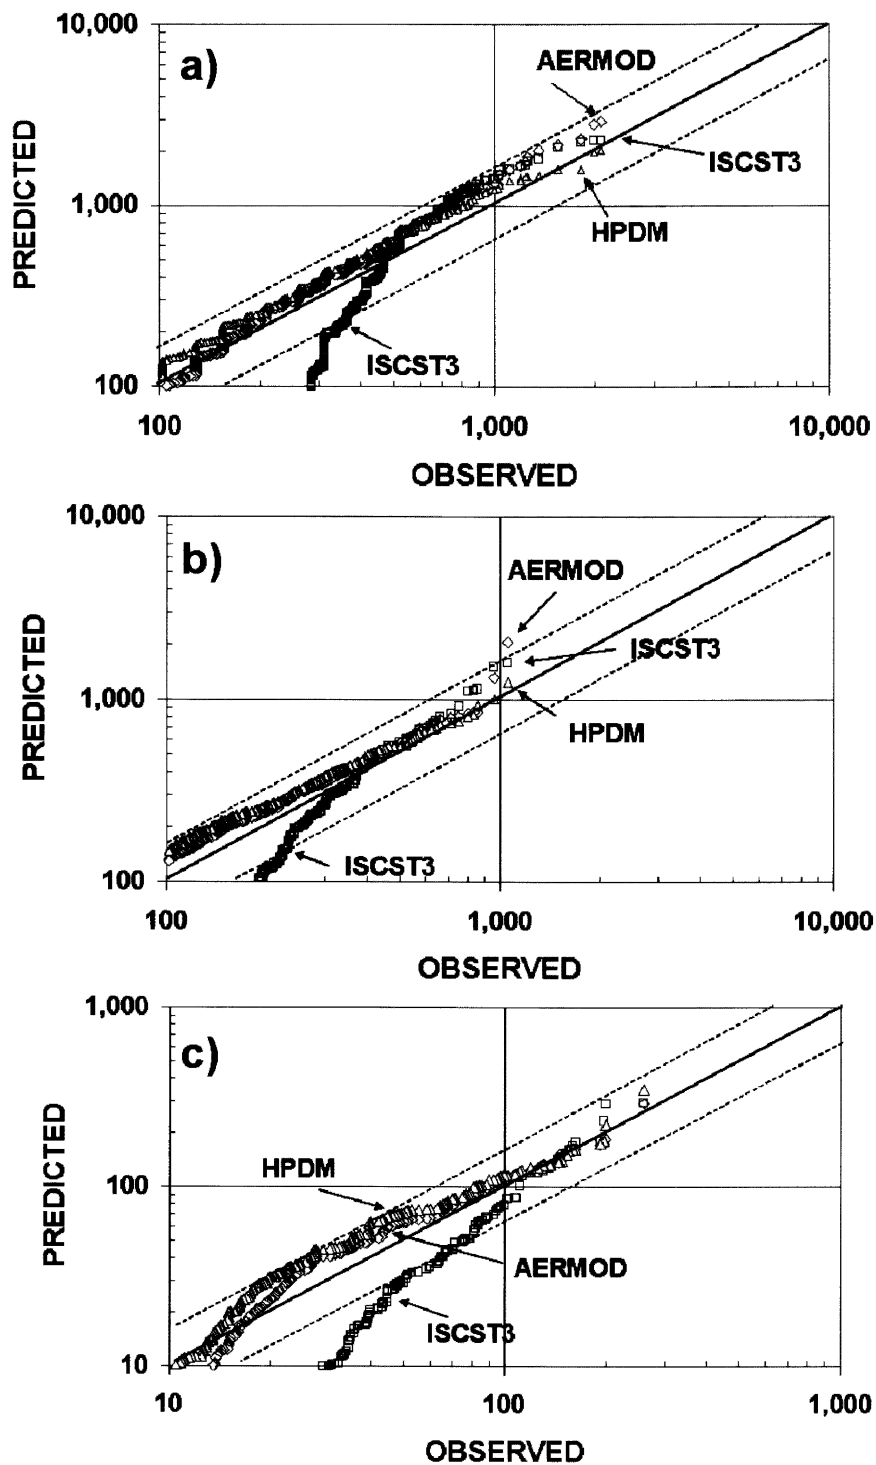 10,000
a)
AERMOD
ISCST3
PREDICTED
1,000
HPDM
ISCST3
100
100 1,000 10,000
OBSERVED
10,000
b)
AERMOD
ISCST3
PREDICTED
1,000
HPDM
ISCST3
100
100 1,000 10,000
OBSERVED
1,000
c)
HPDM
PREDICTED
100
AERMOD
ISCST3
10
10 100 1,000
OBSERVED